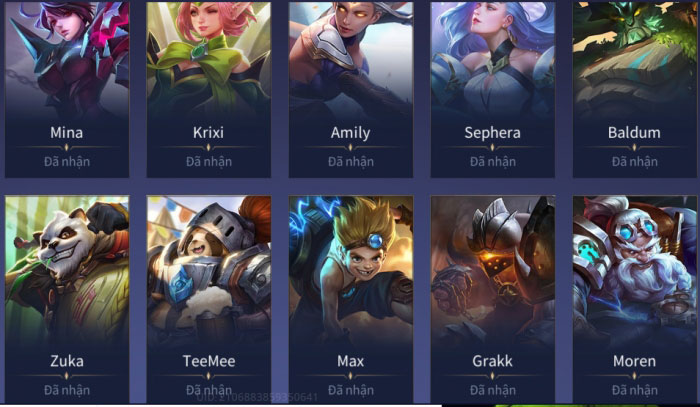 Mina Krixi Amily Sephera Baldum
Đã nhận Đã nhận Đã nhận Đã nhận Đã nhận
Zuka TeeMee Max Grakk Moren
Đã nhận Đã nhận Đã nhận Đã nhận Đã nhận
UID: 2106883859350641